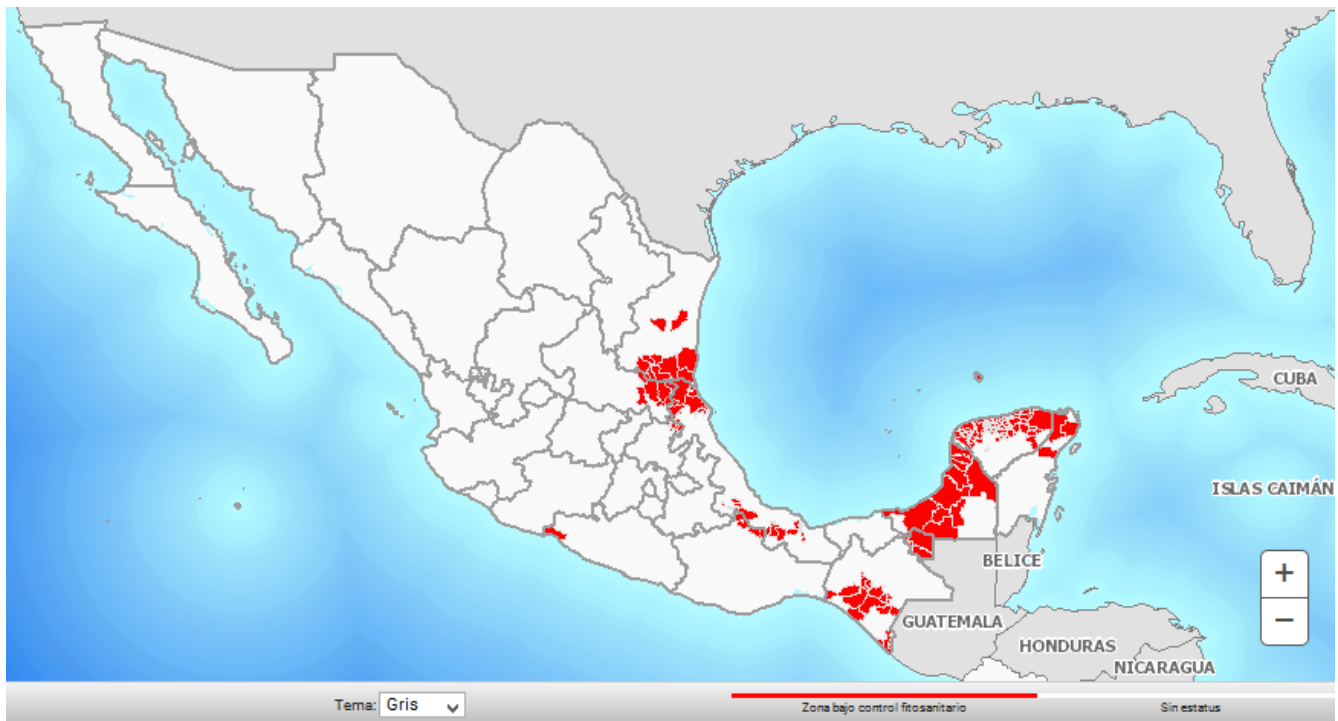 CUBA
ISLAS CAIMÁN
BELICE
GUATEMALA
HONDURAS
NICARAGUA
+
−
Tema: Gris
Zona bajo control fitosanitario
Sin estatus